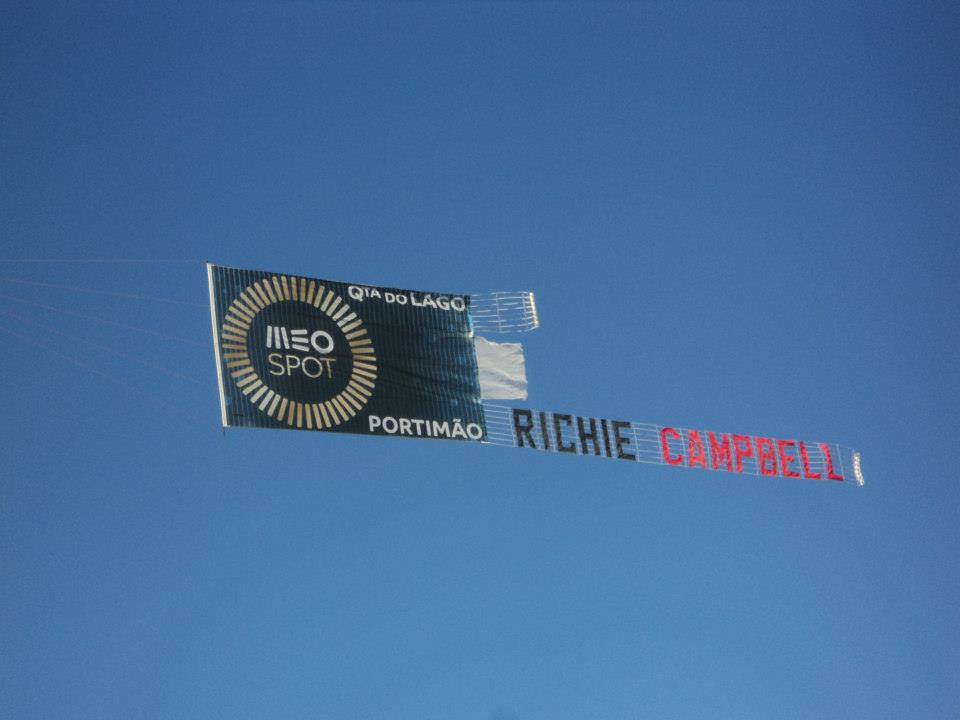 QTA DO LAGO
MEO
SPOT
PORTIMÃO
RICHIE CAMPBELL